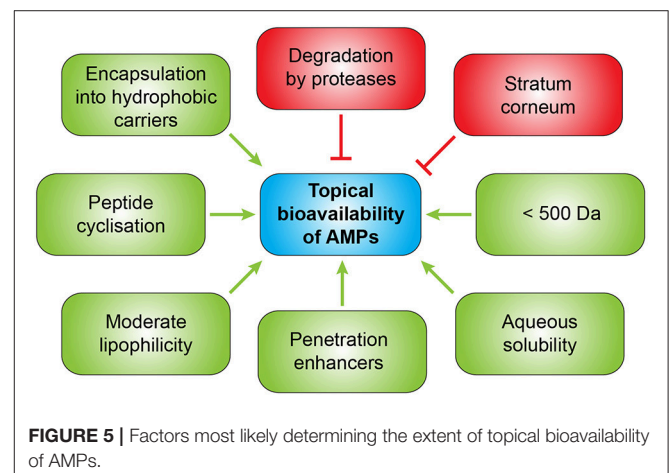 Encapsulation
into hydrophobic
carriers
Degradation
by proteases
Stratum
corneum
Peptide
cyclisation
Topical
bioavailability
of AMPs
< 500 Da
Moderate
lipophilicity
Penetration
enhancers
Aqueous
solubility
FIGURE 5 | Factors most likely determining the extent of topical bioavailability
of AMPs.